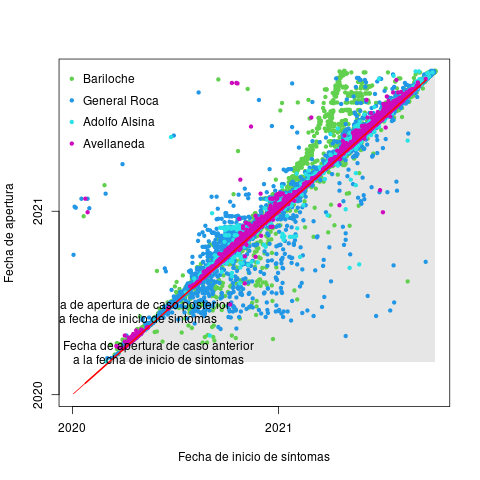 Bariloche
General Roca
Adolfo Alsina
Avellaneda
Fecha de apertura
2021
2020
a de apertura de caso posterior
a fecha de inicio de sintomas
Fecha de apertura de caso anterior
a la fecha de inicio de sintomas
2020
2021
Fecha de inicio de síntomas